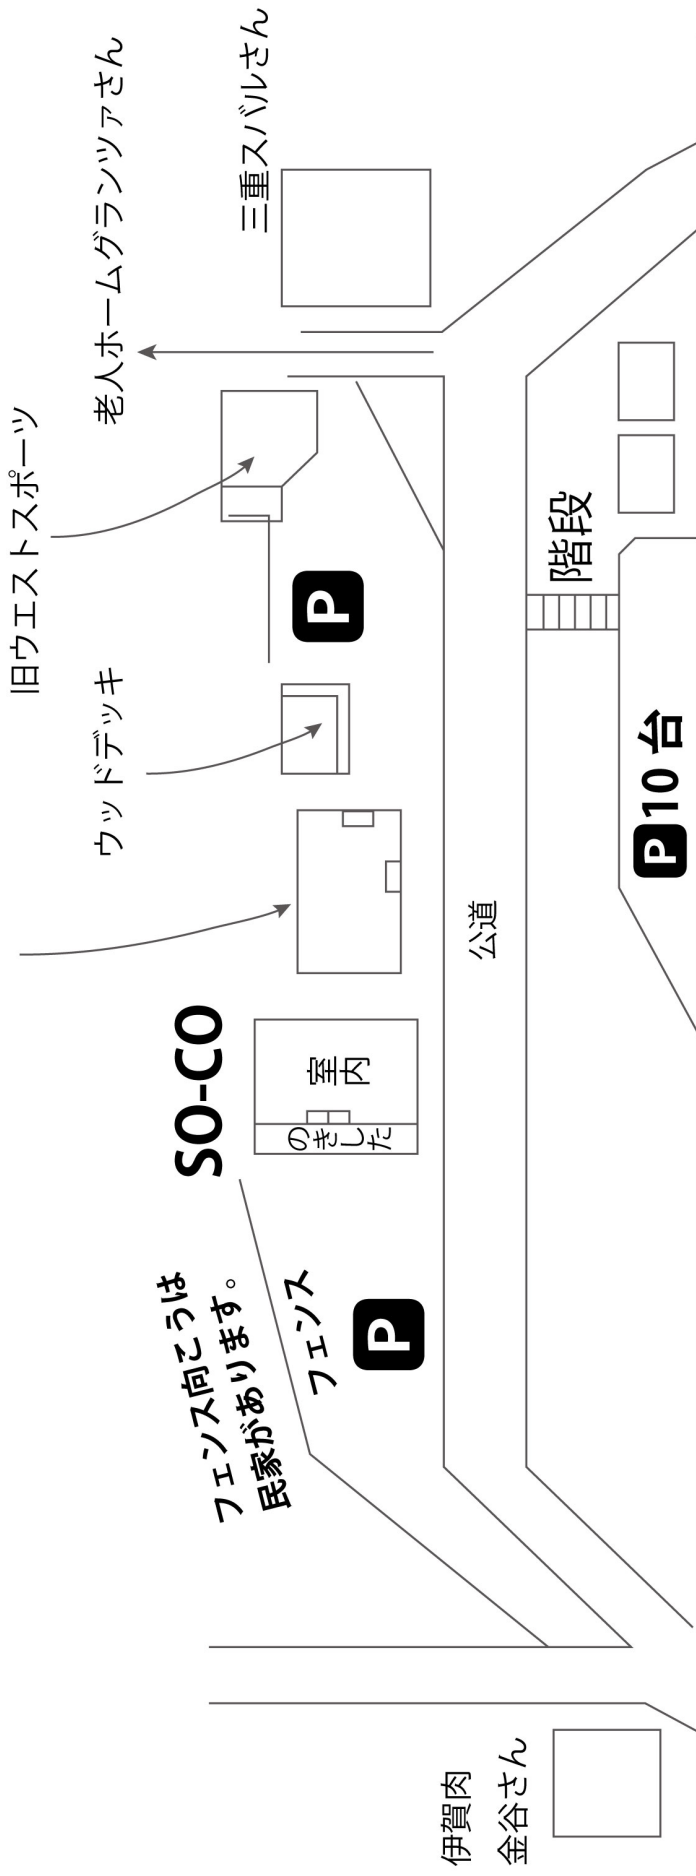 旧ウエストスポーツ
老人ホームグランツァさん
ウッドデッキ
三重スバルさん
SO-CO
フェンス向こうは
民家があります。
フェンス
のきした
室内
P
P
公道
階段
P 10台
伊賀肉
金谷さん